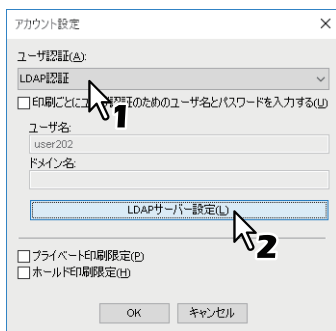 アカウント設定
ユーザ認証(A):
LDAP認証
1
印刷ごとにユ 認証のためのユーザ名とパスワードを入力する(U)
ユーザ名:
user202
ドメイン名:
LDAPサーバー設定(L)
2
プライベート印刷限定(P)
ホールド印刷限定(H)
OK キャンセル